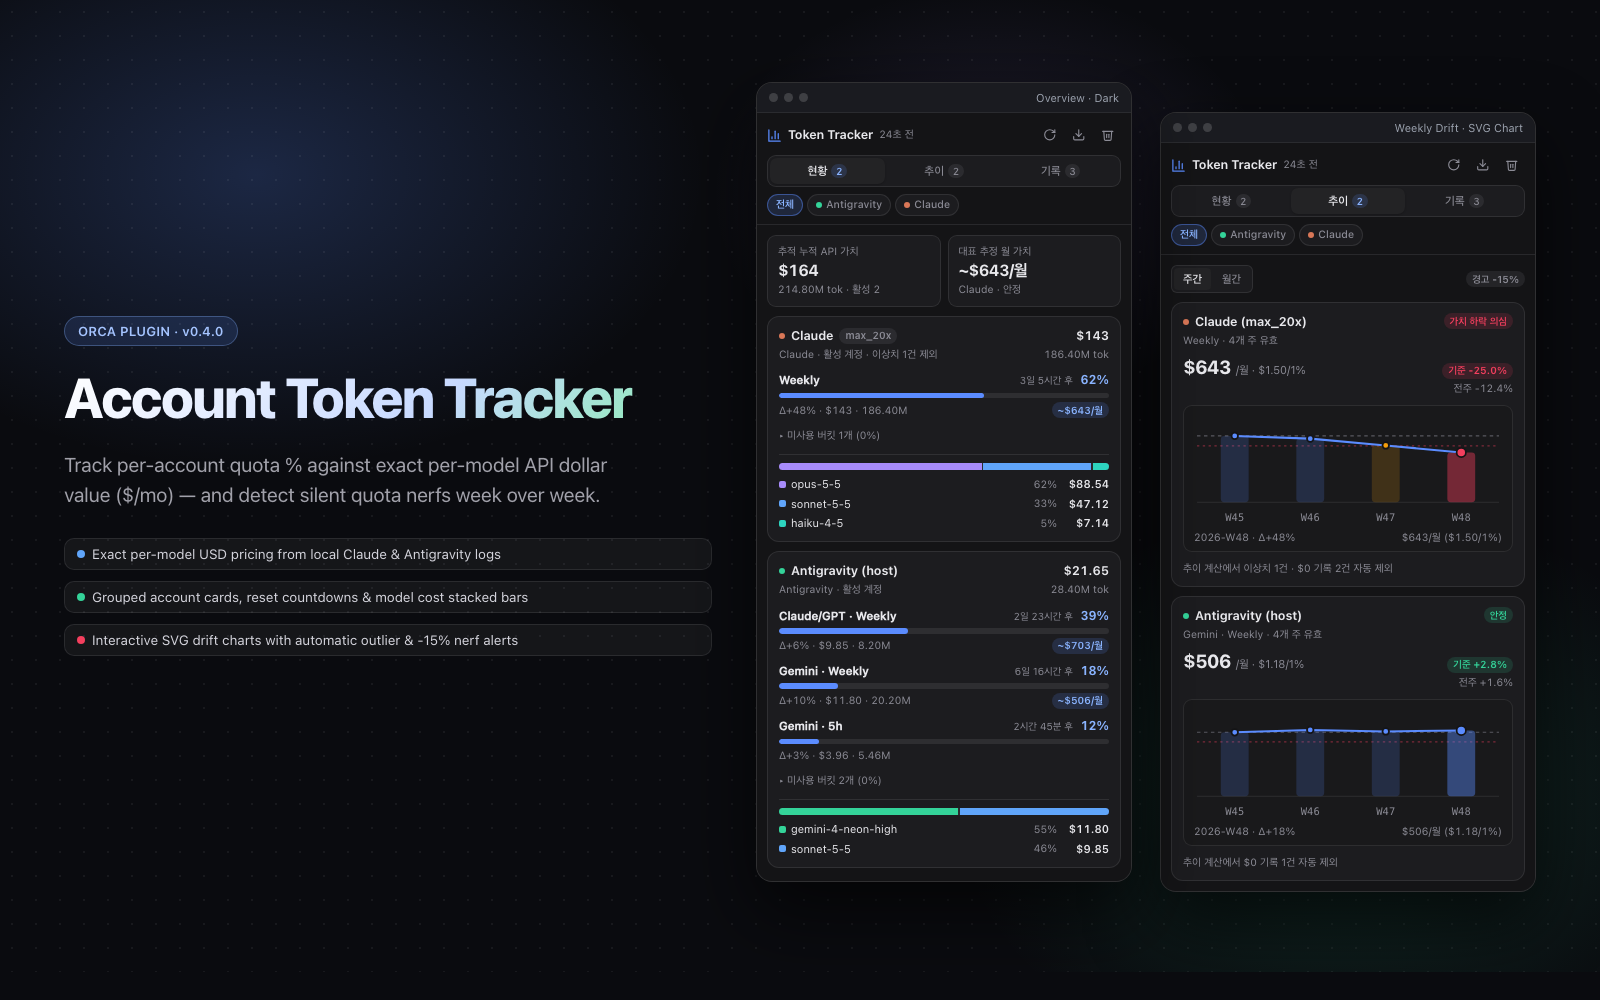 ORCA PLUGIN · v0.4.0
Account Token Tracker
Track per-account quota % against exact per-model API dollar
value ($/mo) — and detect silent quota nerfs week over week.
Exact per-model USD pricing from local Claude & Antigravity logs
Grouped account cards, reset countdowns & model cost stacked bars
Interactive SVG drift charts with automatic outlier & -15% nerf alerts
Overview · Dark
Token Tracker 24초 전
현황 2 추이 2 기록 3
전체 Antigravity Claude
추적 누적 API 가치
$164
214.80M tok · 활성 2
대표 추정 월 가치
~$643/월
Claude · 안정
Claude max_20x $143
Claude · 활성 계정 · 이상치 1건 제외 186.40M tok
Weekly 3일 5시간 후 62%
Δ+48% · $143 · 186.40M ~$643/월
▸ 미사용 버킷 1개 (0%)
opus-5-5 62% $88.54
sonnet-5-5 33% $47.12
haiku-4-5 5% $7.14
Antigravity (host) $21.65
Antigravity · 활성 계정 28.40M tok
Claude/GPT · Weekly 2일 23시간 후 39%
Δ+6% · $9.85 · 8.20M ~$703/월
Gemini · Weekly 6일 16시간 후 18%
Δ+10% · $11.80 · 20.20M ~$506/월
Gemini · 5h 2시간 45분 후 12%
Δ+3% · $3.96 · 5.46M
▸ 미사용 버킷 2개 (0%)
gemini-4-neon-high 55% $11.80
sonnet-5-5 46% $9.85
Weekly Drift · SVG Chart
Token Tracker 24초 전
현황 2 추이 2 기록 3
전체 Antigravity Claude
주간 월간 경고 -15%
Claude (max_20x) 가치 하락 의심
Weekly · 4개 주 유효
$643 /월 · $1.50/1% 기준 -25.0%
전주 -12.4%
W45 W46 W47 W48
2026-W48 · Δ+48% $643/월 ($1.50/1%)
추이 계산에서 이상치 1건 · $0 기록 2건 자동 제외
Antigravity (host) 안정
Gemini · Weekly · 4개 주 유효
$506 /월 · $1.18/1% 기준 +2.8%
전주 +1.6%
W45 W46 W47 W48
2026-W48 · Δ+18% $506/월 ($1.18/1%)
추이 계산에서 $0 기록 1건 자동 제외